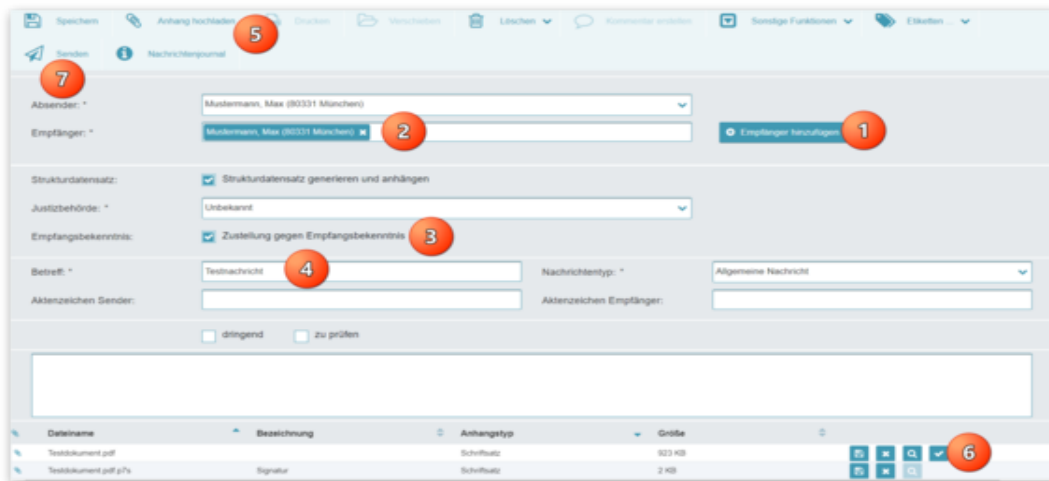 Speichern Anhang hochladen 5 Drucken Verschieben Löschen Kommentar erstellen Sonstige Funktionen Etiketten ...
Senden Nachrichtenjournal
7
Absender: * Mustermann, Max (80331 München)
Empfänger: * Mustermann, Max (80331 München) 2 Empfänger hinzufügen 1
Strukturdatensatz: Strukturdatensatz generieren und anhängen
Justizbehörde: * Unbekannt
Empfangsbekenntnis: Zustellung gegen Empfangsbekenntnis 3
Betreff: * Testnachricht 4 Nachrichtentyp: * Allgemeine Nachricht
Aktenzeichen Sender: Aktenzeichen Empfänger:
dringend zu prüfen
Dateiname Bezeichnung Anhangstyp Größe
Testdokument.pdf Schriftsatz 923 KB 6
Testdokument.pdf.p7s Signatur Schriftsatz 2 KB